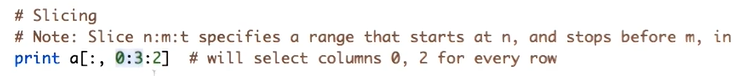 # Slicing
# Note: Slice n:m:t specifies a range that starts at n, and stops before m, in
print a[:, 0:3:2]  # will select columns 0, 2 for every row